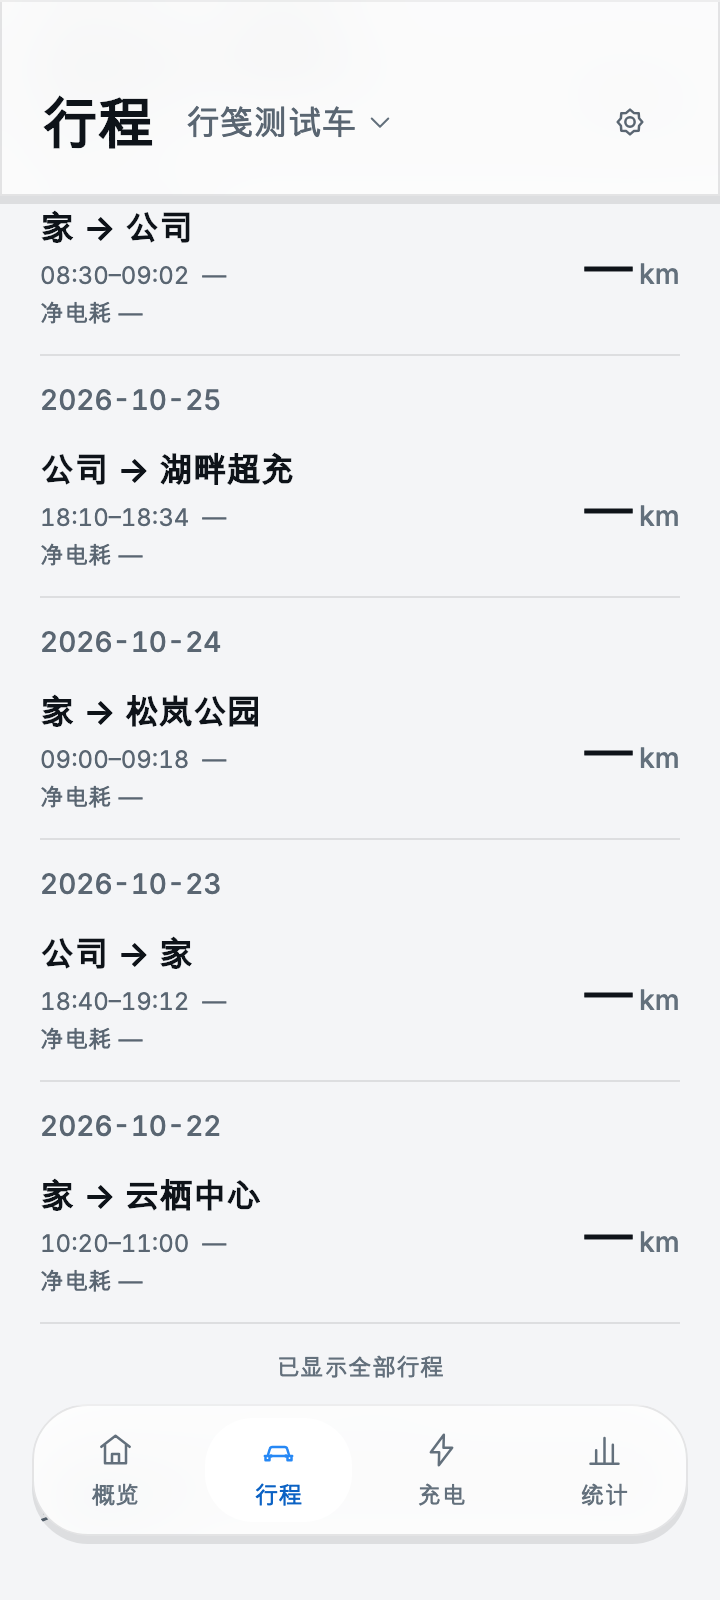 行程 行笺测试车
家 → 公司
08:30–09:02 —
— km
净电耗 —
2026-10-25
公司 → 湖畔超充
18:10–18:34 —
— km
净电耗 —
2026-10-24
家 → 松岚公园
09:00–09:18 —
— km
净电耗 —
2026-10-23
公司 → 家
18:40–19:12 —
— km
净电耗 —
2026-10-22
家 → 云栖中心
10:20–11:00 —
— km
净电耗 —
已显示全部行程
概览 行程 充电 统计